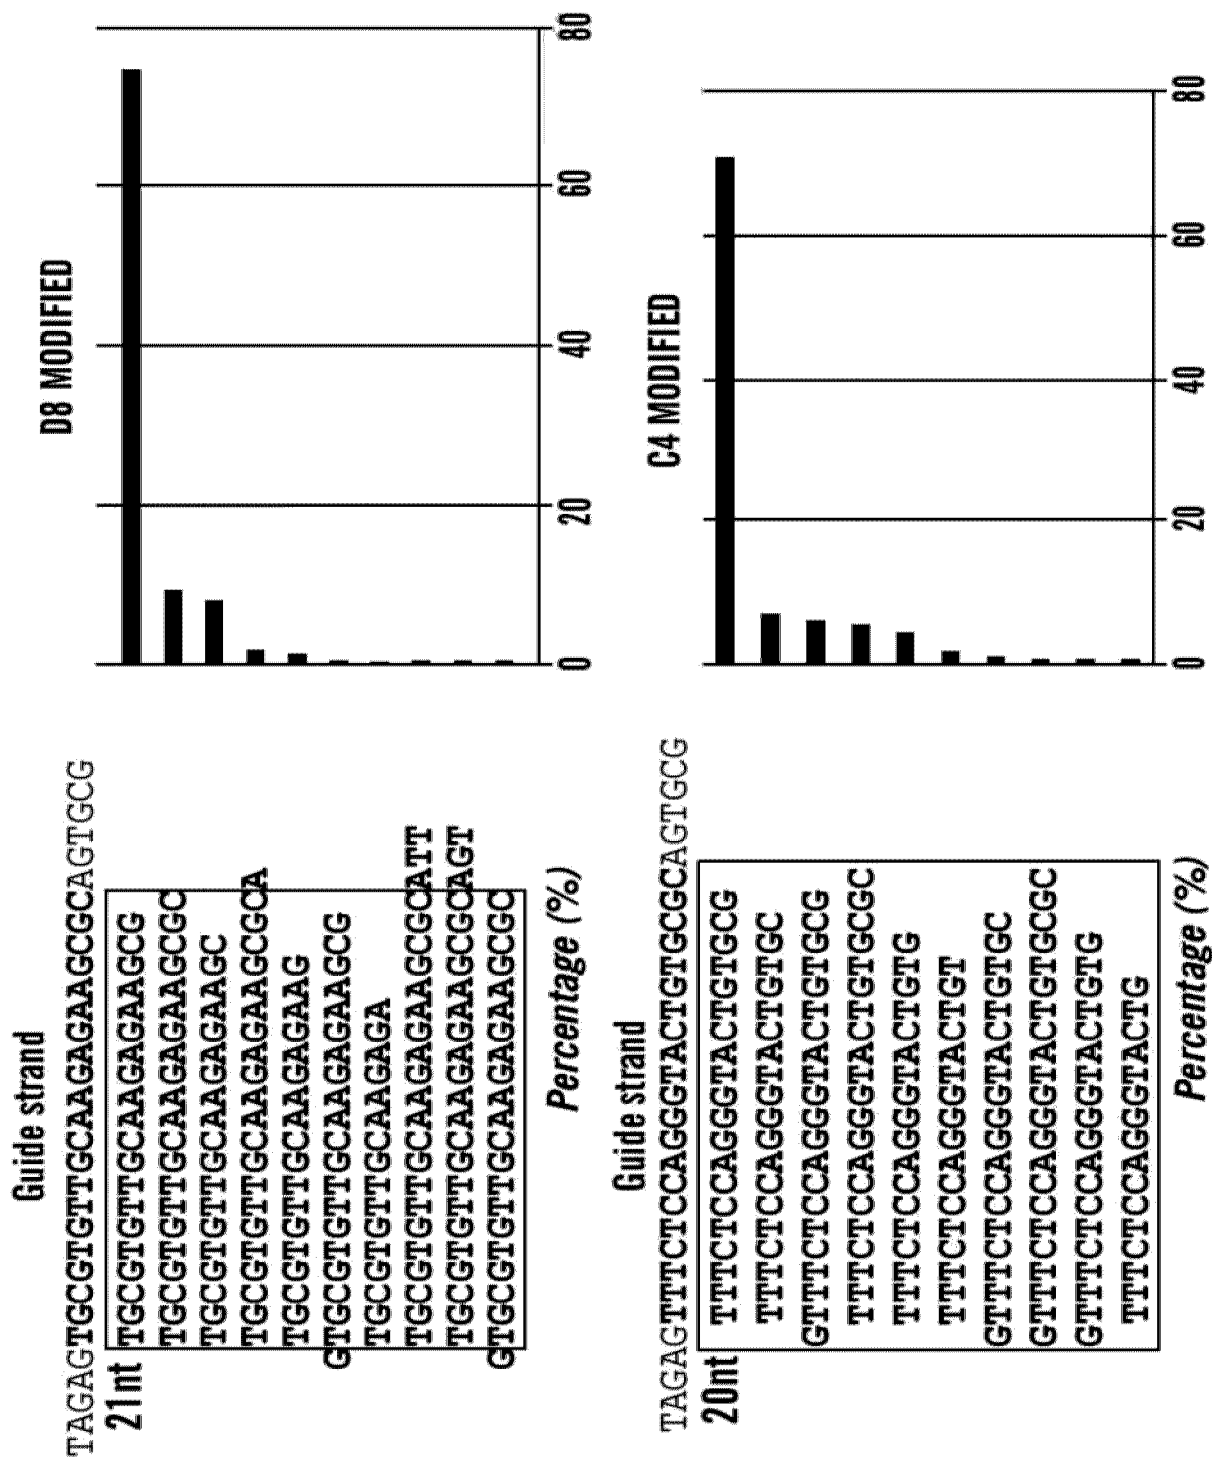 Guide strand
TAGAGTGCGTGTTGCAAGAGAAGCGCAGTGCG
21nt TGCGTGTTGCAAGAGAAGCG
TGCGTGTTGCAAGAGAAGCGC
TGCGTGTTGCAAGAGAAGC
TGCGTGTTGCAAGAGAAGCGCA
TGCGTGTTGCAAGAGAAG
GTGCGTGTTGCAAGAGAAGCG
TGCGTGTTGCAAGAGA
TGCGTGTTGCAAGAGAAGCGCATT
TGCGTGTTGCAAGAGAAGCGCAGT
GTGCGTGTTGCAAGAGAAGCGC
Percentage (%)
D8 MODIFIED
0 20 40 60 80
Guide strand
TAGAGTTTCTCCAGGGTACTGTGCGCAGTGCG
20nt TTTCTCCAGGGTACTGTGCG
TTTCTCCAGGGTACTGTGC
GTTTCTCCAGGGTACTGTGCG
TTTCTCCAGGGTACTGTGCGC
TTTCTCCAGGGTACTGTG
TTTCTCCAGGGTACTGT
GTTTCTCCAGGGTACTGTGC
GTTTCTCCAGGGTACTGTGCGC
GTTTCTCCAGGGTACTGTG
TTTCTCCAGGGTACTG
Percentage (%)
C4 MODIFIED
0 20 40 60 80